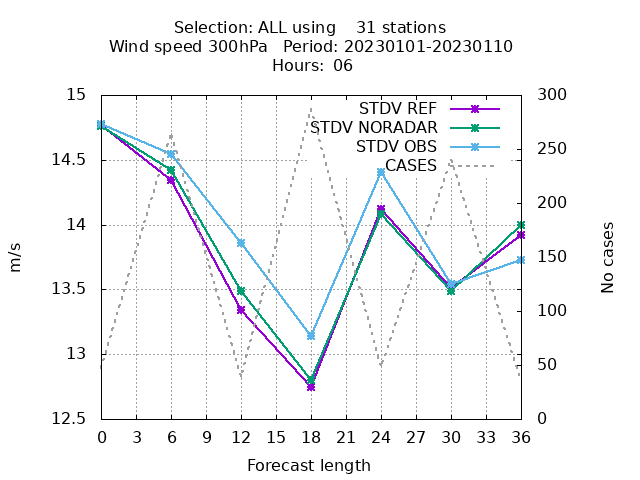 Selection: ALL using    31 stations
Wind speed 300hPa   Period: 20230101-20230110
Hours:  06
15
14.5
14
13.5
13
12.5
m/s
STDV REF
STDV NORADAR
STDV OBS
CASES
300
250
200
150
100
50
0
No cases
0 3 6 9 12 15 18 21 24 27 30 33 36
Forecast length